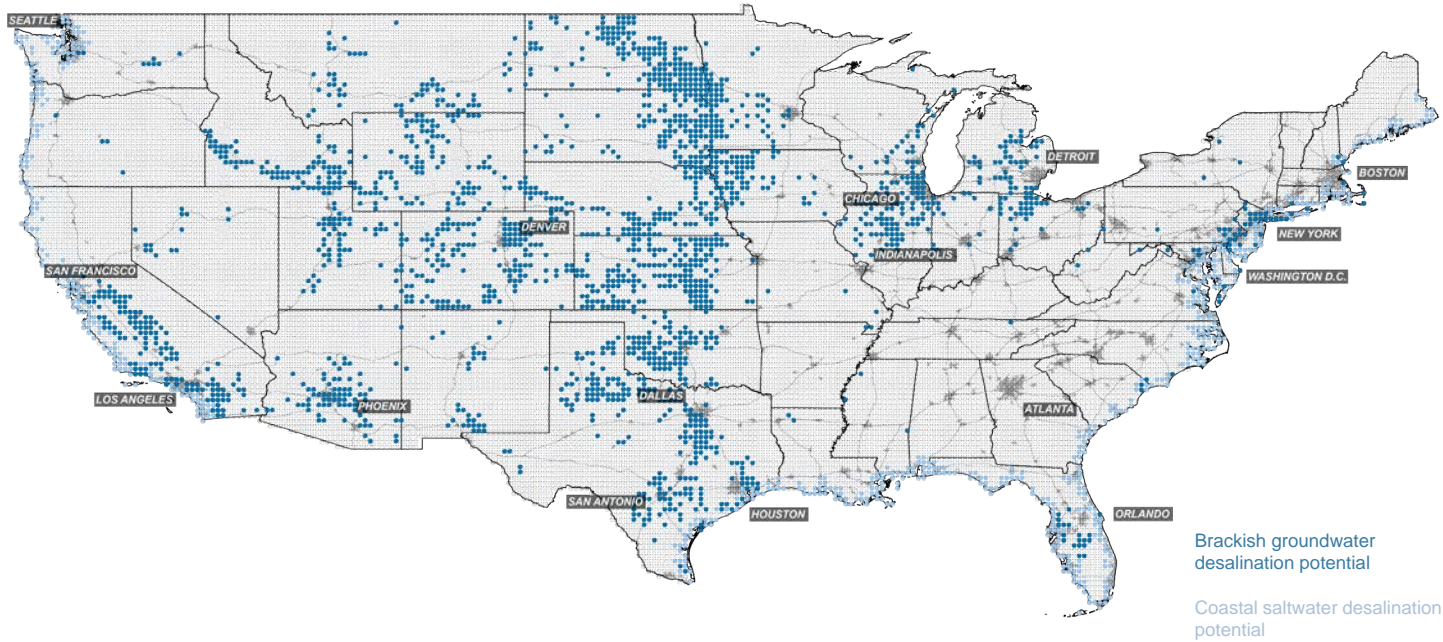 SEATTLE
DETROIT
BOSTON
CHICAGO
DENVER
NEW YORK
INDIANAPOLIS
SAN FRANCISCO
WASHINGTON D.C.
LOS ANGELES
PHOENIX
DALLAS
ATLANTA
SAN ANTONIO
HOUSTON
ORLANDO
Brackish groundwater
desalination potential
Coastal saltwater desalination
potential